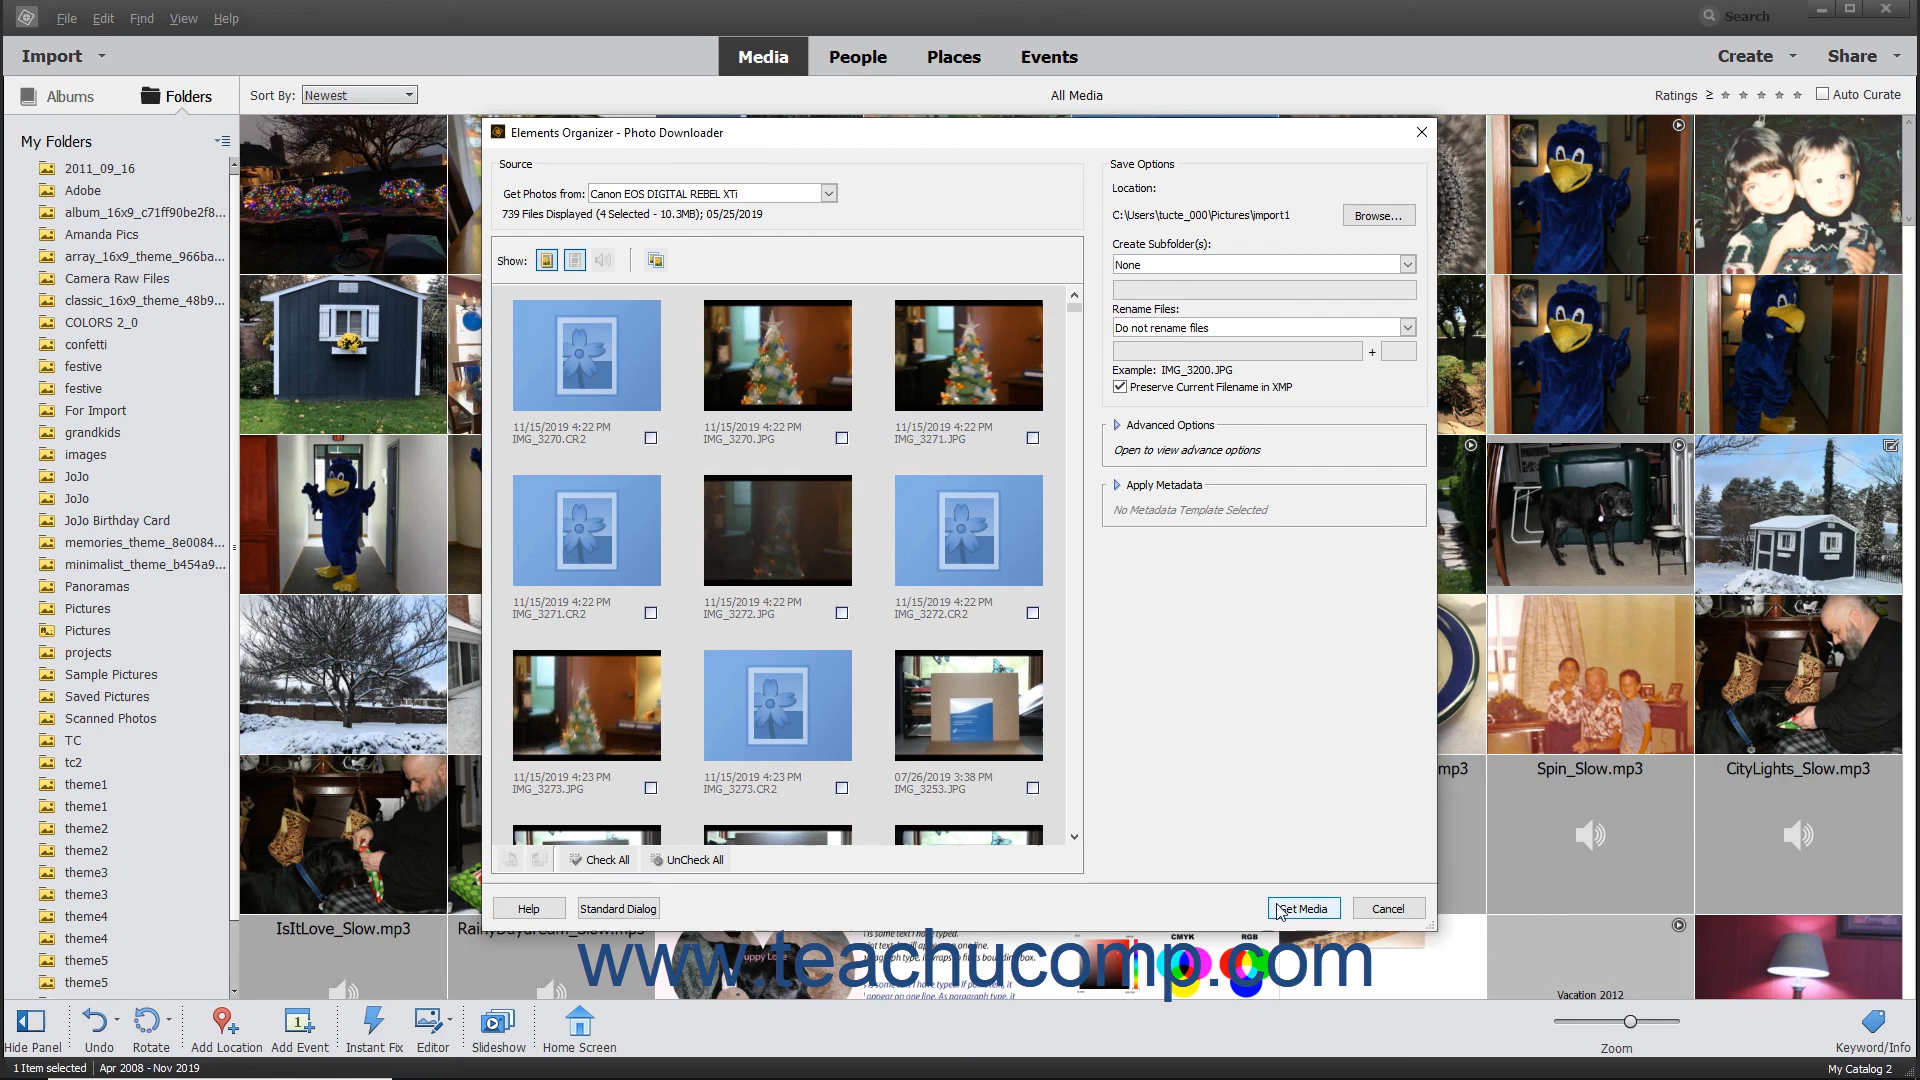 File Edit Find View Help
Search
Import
Media People Places Events
Create Share
Albums Folders
Sort By: Newest
All Media
Ratings ≥ Auto Curate
My Folders
2011_09_16
Adobe
album_16x9_c71ff90be2f8...
Amanda Pics
array_16x9_theme_966ba...
Camera Raw Files
classic_16x9_theme_48b9...
COLORS 2_0
confetti
festive
festive
For Import
grandkids
images
JoJo
JoJo
JoJo Birthday Card
memories_theme_8e0084...
minimalist_theme_b454a9...
Panoramas
Pictures
Pictures
projects
Sample Pictures
Saved Pictures
Scanned Photos
TC
tc2
theme1
theme1
theme2
theme2
theme3
theme3
theme4
theme4
theme5
theme5
Elements Organizer - Photo Downloader
Source
Get Photos from: Canon EOS DIGITAL REBEL XTi
739 Files Displayed (4 Selected - 10.3MB); 05/25/2019
Show:
11/15/2019 4:22 PM
IMG_3270.CR2
11/15/2019 4:22 PM
IMG_3270.JPG
11/15/2019 4:22 PM
IMG_3271.JPG
11/15/2019 4:22 PM
IMG_3271.CR2
11/15/2019 4:22 PM
IMG_3272.JPG
11/15/2019 4:22 PM
IMG_3272.CR2
11/15/2019 4:23 PM
IMG_3273.JPG
11/15/2019 4:23 PM
IMG_3273.CR2
07/26/2019 3:38 PM
IMG_3253.JPG
Check All UnCheck All
Help Standard Dialog
Save Options
Location:
C:\Users\tucte_000\Pictures\import1 Browse...
Create Subfolder(s):
None
Rename Files:
Do not rename files
+
Example: IMG_3200.JPG
Preserve Current Filename in XMP
Advanced Options
Open to view advance options
Apply Metadata
No Metadata Template Selected
Get Media Cancel
mp3
Spin_Slow.mp3
CityLights_Slow.mp3
IsItLove_Slow.mp3
RainyDaydream_Slow.mp3
CMYK RGB
www.teachucomp.com
Vacation 2012
Hide Panel Undo Rotate Add Location Add Event Instant Fix Editor Slideshow Home Screen
Zoom
Keyword/Info
1 Item selected Apr 2008 - Nov 2019
My Catalog 2